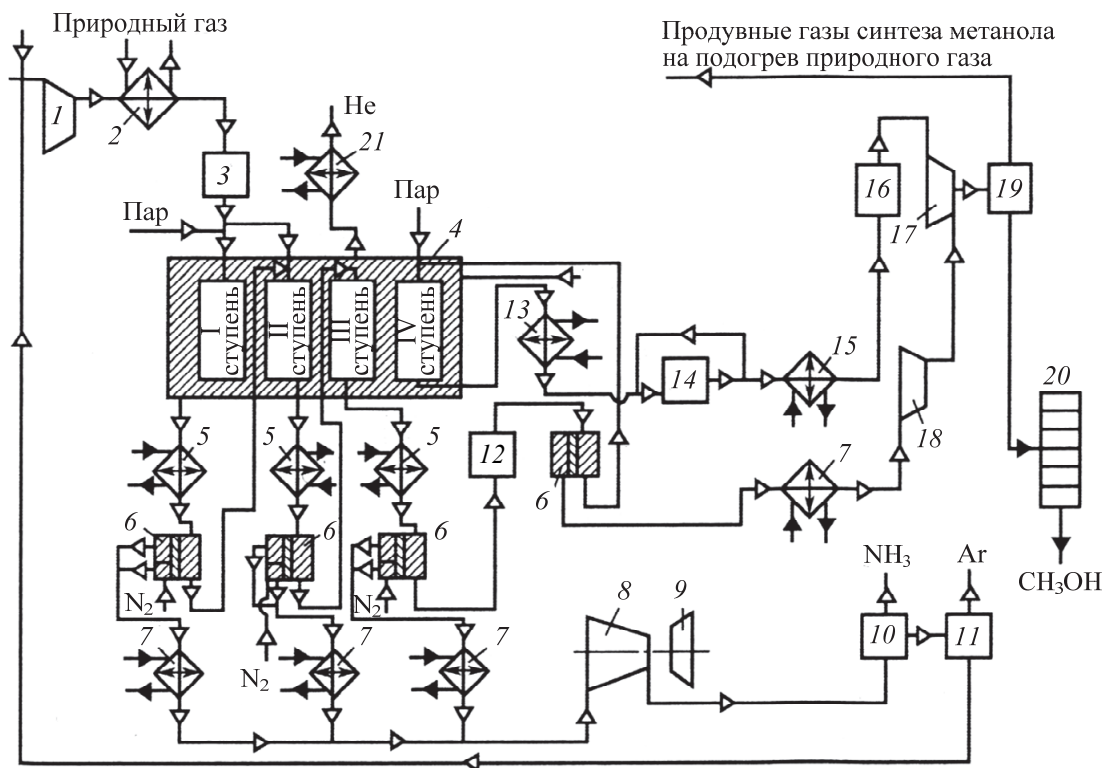 Природный газ
Продувные газы синтеза метанола
на подогрев природного газа
1
2
He
21
3
16
17
19
Пар
Пар
4
I
ступень
II
ступень
III
ступень
IV
ступень
13
14
15
20
5
5
5
12
6
18
7
6
6
6
N₂
N₂
NH₃
Ar
CH₃OH
8
9
10
11
7
7
7
N₂